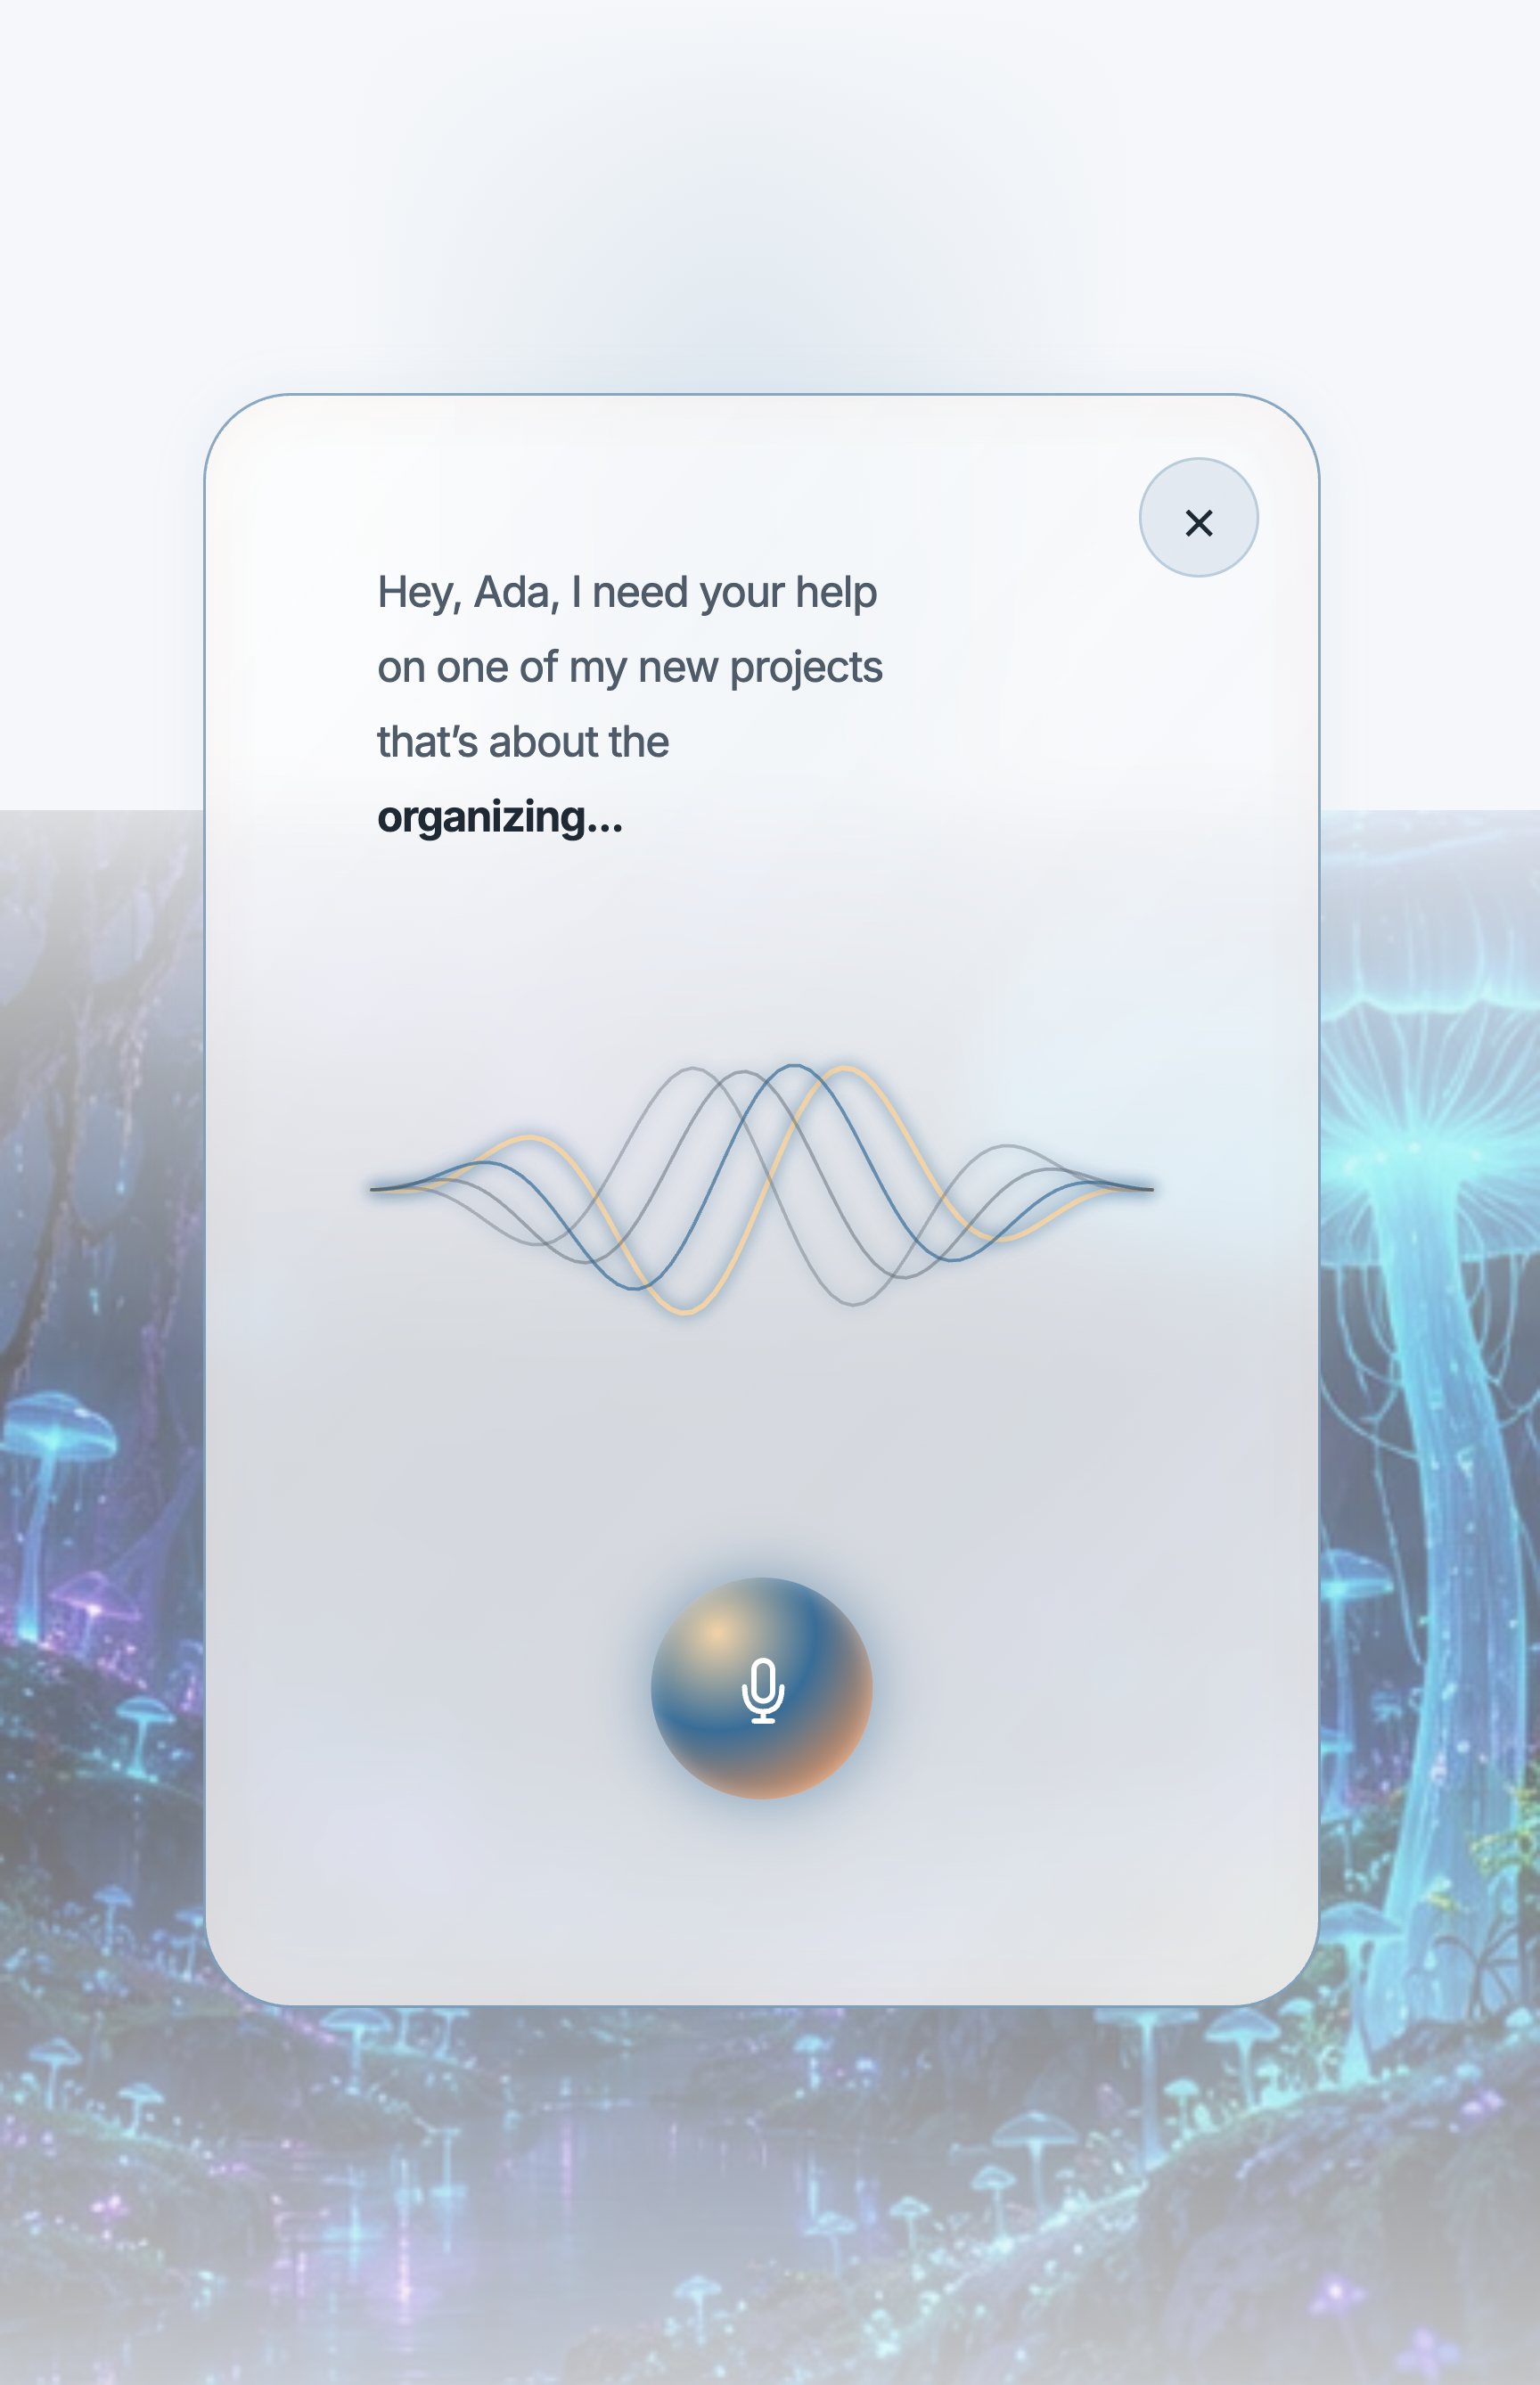 Hey, Ada, I need your help
on one of my new projects
that’s about the
organizing...